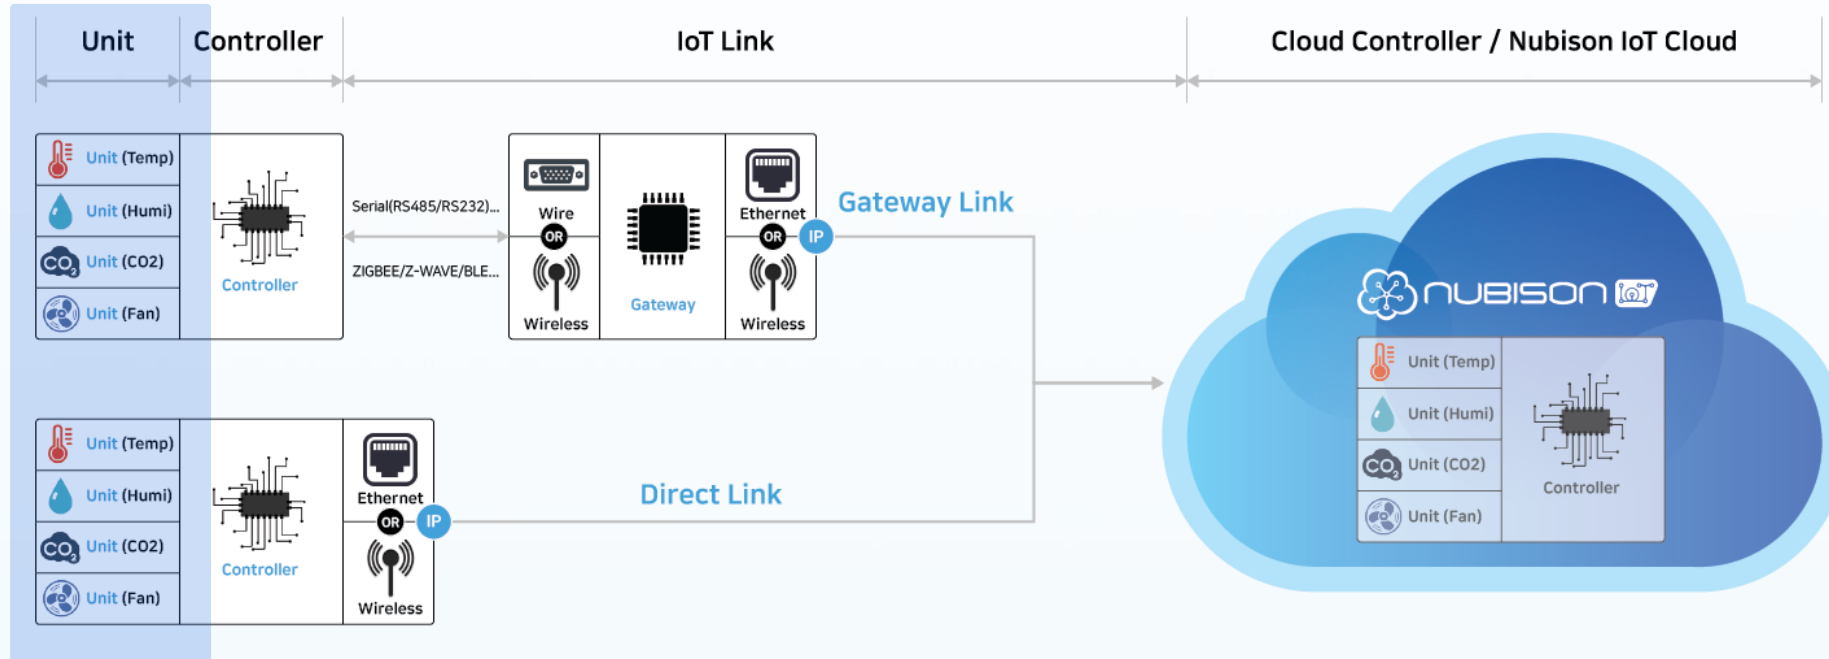 Unit
Controller
IoT Link
Cloud Controller / Nubison IoT Cloud
Unit (Temp)
Unit (Humi)
Unit (CO2)
Unit (Fan)
CO2
Controller
Serial(RS485/RS232)...
ZIGBEE/Z-WAVE/BLE...
Wire
OR
Wireless
Gateway
Ethernet
OR
Wireless
IP
Gateway Link
Unit (Temp)
Unit (Humi)
Unit (CO2)
Unit (Fan)
CO2
Controller
Ethernet
OR
Wireless
IP
Direct Link
NUBISON IOT
Unit (Temp)
Unit (Humi)
Unit (CO2)
Unit (Fan)
CO2
Controller